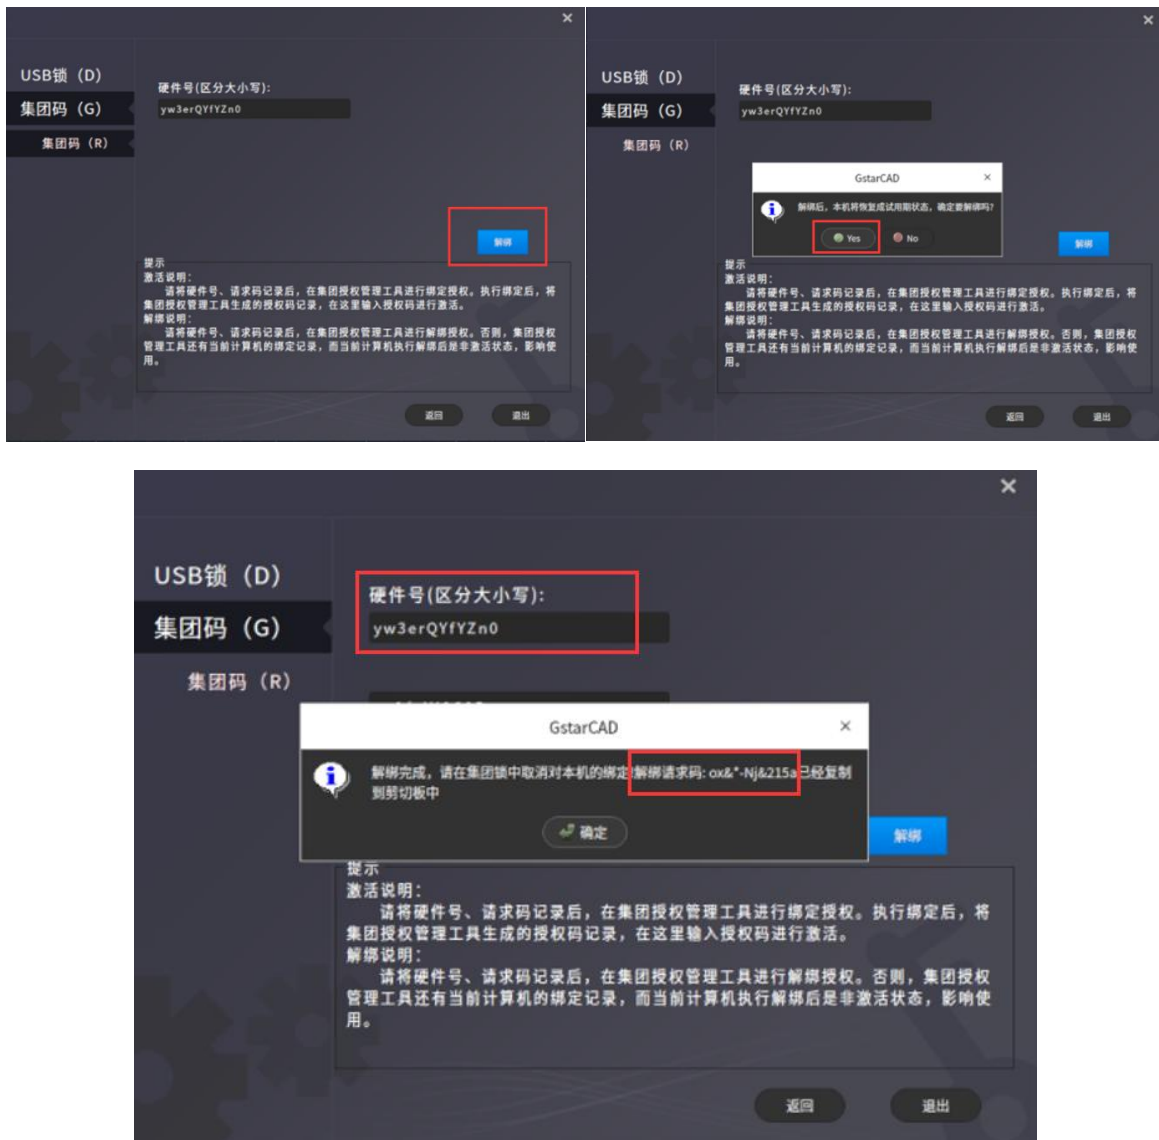 USB锁（D）
集团码（G）
集团码（R）
硬件号(区分大小写):
yw3erQYfYZn0
解绑
提示
激活说明：
请将硬件号、请求码记录后，在集团授权管理工具进行绑定授权。执行绑定后，将
集团授权管理工具生成的授权码记录，在这里输入授权码进行激活。
解绑说明：
请将硬件号、请求码记录后，在集团授权管理工具进行解绑授权。否则，集团授权
管理工具还有当前计算机的绑定记录，而当前计算机执行解绑后是非激活状态，影响使
用。
返回
退出
USB锁（D）
集团码（G）
集团码（R）
硬件号(区分大小写):
yw3erQYfYZn0
GstarCAD
解绑后，本机将恢复成试用期状态，确定要解绑吗?
Yes
No
解绑
提示
激活说明：
请将硬件号、请求码记录后，在集团授权管理工具进行绑定授权。执行绑定后，将
集团授权管理工具生成的授权码记录，在这里输入授权码进行激活。
解绑说明：
请将硬件号、请求码记录后，在集团授权管理工具进行解绑授权。否则，集团授权
管理工具还有当前计算机的绑定记录，而当前计算机执行解绑后是非激活状态，影响使
用。
返回
退出
USB锁（D）
集团码（G）
集团码（R）
硬件号(区分大小写):
yw3erQYfYZn0
GstarCAD
解绑完成，请在集团锁中取消对本机的绑定!解绑请求码: ox&*-Nj&215a已经复制
到剪切板中
确定
解绑
提示
激活说明：
请将硬件号、请求码记录后，在集团授权管理工具进行绑定授权。执行绑定后，将
集团授权管理工具生成的授权码记录，在这里输入授权码进行激活。
解绑说明：
请将硬件号、请求码记录后，在集团授权管理工具进行解绑授权。否则，集团授权
管理工具还有当前计算机的绑定记录，而当前计算机执行解绑后是非激活状态，影响使
用。
返回
退出